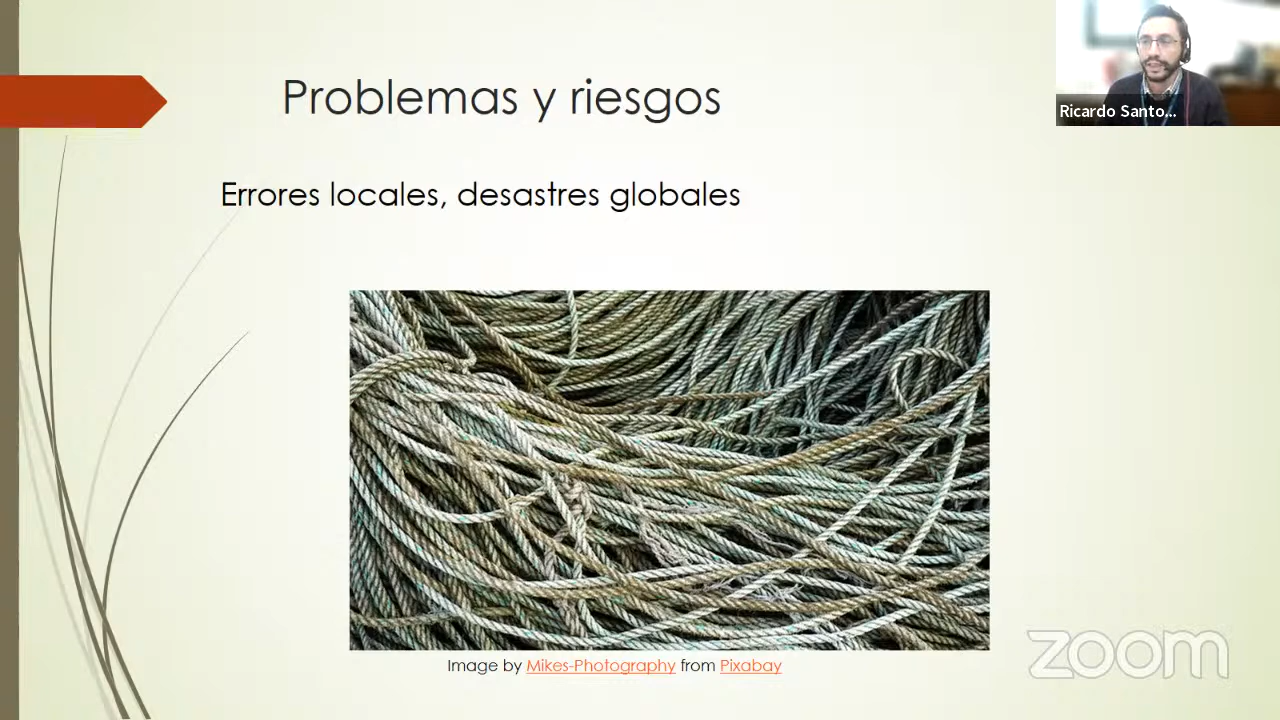 Problemas y riesgos
Ricardo Santo...
Errores locales, desastres globales
Image by Mikes-Photography from Pixabay
zoom